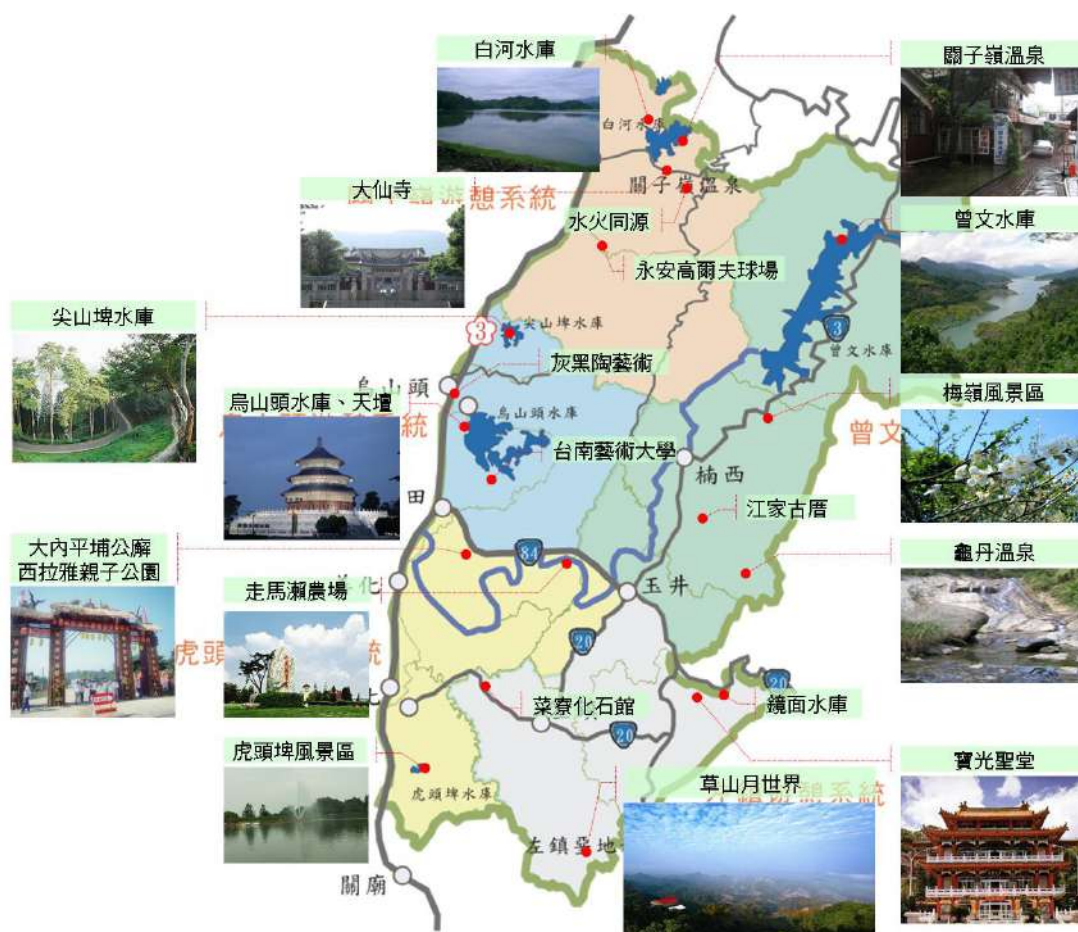 白河水庫
關子嶺溫泉
白河水庫
大仙寺
關子嶺溫泉
水火同源
曾文水庫
永安高爾夫球場
尖山埤水庫
3
尖山埤水庫
3
曾文水庫
灰黑陶藝術
烏山頭
烏山頭水庫、天壇
烏山頭水庫
梅嶺風景區
曾文
台南藝術大學
楠西
田
江家古厝
大內平埔公廨
西拉雅親子公園
84
龜丹溫泉
走馬瀨農場
化
玉井
20
虎頭
統
菜寮化石館
20
鏡面水庫
20
虎頭埤風景區
草山月世界
寶光聖堂
虎頭埤水庫
憩系統
左鎮惡地
關廟